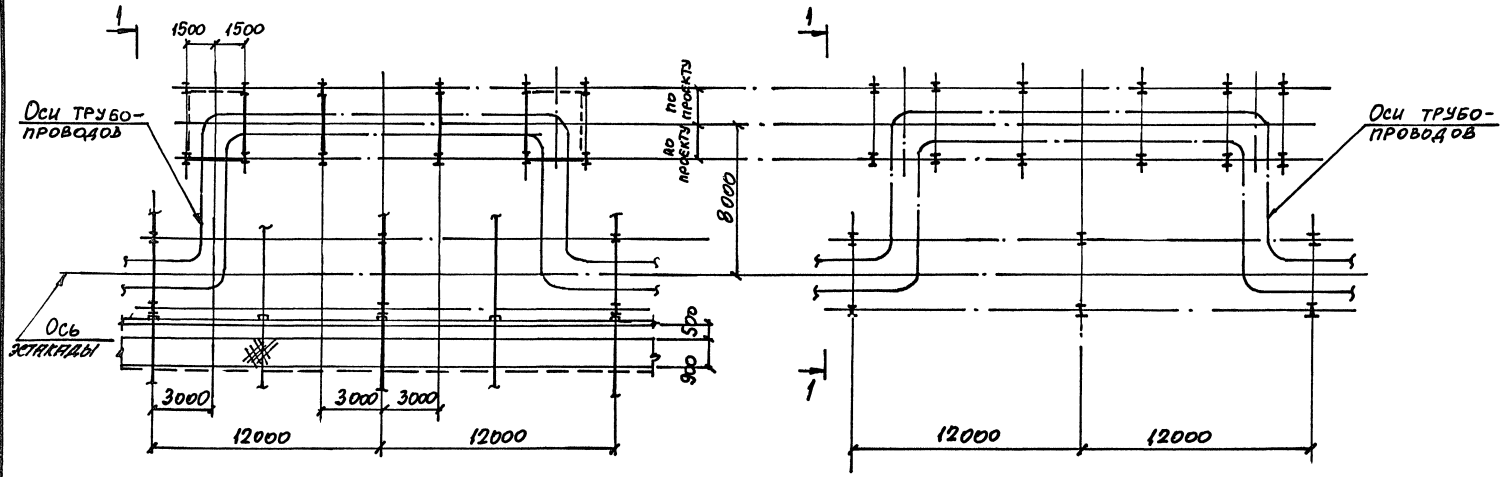 1
1
1500
1500
Оси трубо-
проводов
по
проекту
до
проекту
8000
Оси трубо-
проводов
Ось
эстакады
500
900
3000
3000
3000
12000
12000
1
12000
12000